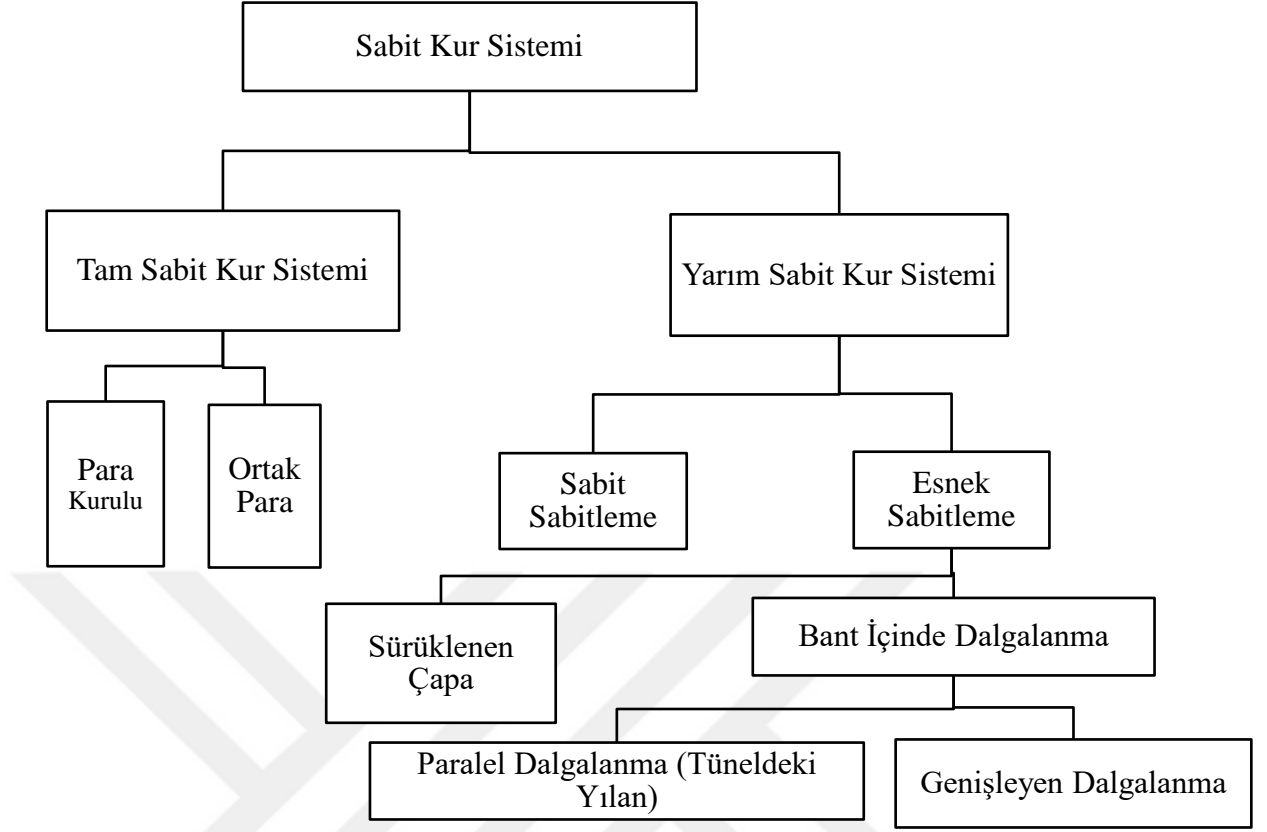 Sabit Kur Sistemi
Tam Sabit Kur Sistemi
Yarım Sabit Kur Sistemi
Para
Kurulu
Ortak
Para
Sabit
Sabitleme
Esnek
Sabitleme
Sürüklenen
Çapa
Bant İçinde Dalgalanma
Paralel Dalgalanma (Tüneldeki
Yılan)
Genişleyen Dalgalanma